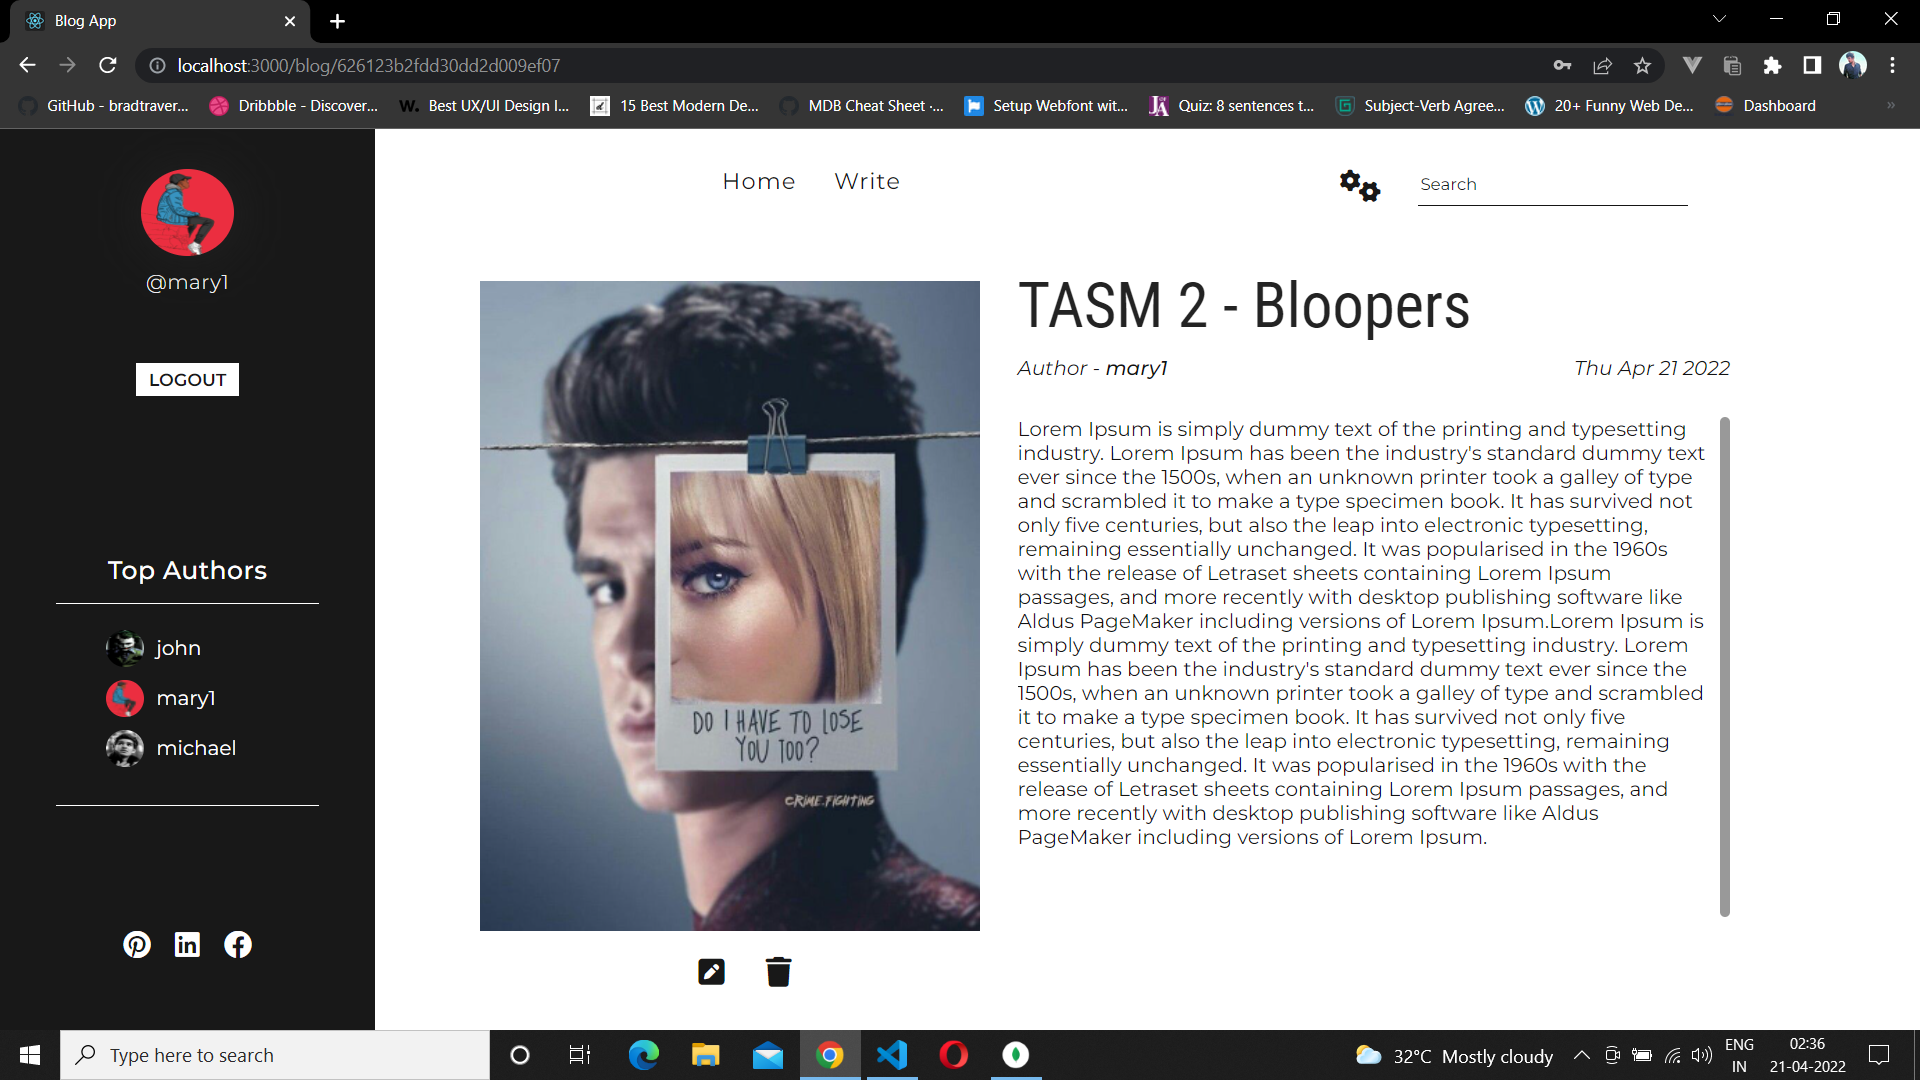 Blog App
localhost:3000/blog/626123b2fdd30dd2d009ef07
GitHub - bradtraver...
Dribbble - Discover...
W. Best UX/UI Design I...
15 Best Modern De...
MDB Cheat Sheet ·...
Setup Webfont wit...
JA Quiz: 8 sentences t...
G Subject-Verb Agree...
20+ Funny Web De...
Dashboard
»
@mary1
LOGOUT
Top Authors
john
mary1
michael
Home Write
Search
TASM 2 - Bloopers
Author - mary1 Thu Apr 21 2022
Lorem Ipsum is simply dummy text of the printing and typesetting
industry. Lorem Ipsum has been the industry's standard dummy text
ever since the 1500s, when an unknown printer took a galley of type
and scrambled it to make a type specimen book. It has survived not
only five centuries, but also the leap into electronic typesetting,
remaining essentially unchanged. It was popularised in the 1960s
with the release of Letraset sheets containing Lorem Ipsum
passages, and more recently with desktop publishing software like
Aldus PageMaker including versions of Lorem Ipsum.Lorem Ipsum is
simply dummy text of the printing and typesetting industry. Lorem
Ipsum has been the industry's standard dummy text ever since the
1500s, when an unknown printer took a galley of type and scrambled
it to make a type specimen book. It has survived not only five
centuries, but also the leap into electronic typesetting, remaining
essentially unchanged. It was popularised in the 1960s with the
release of Letraset sheets containing Lorem Ipsum passages, and
more recently with desktop publishing software like Aldus
PageMaker including versions of Lorem Ipsum.
DO I HAVE TO LOSE
YOU TOO?
CRIME.FIGHTING
Type here to search
32°C Mostly cloudy
ENG
IN
02:36
21-04-2022